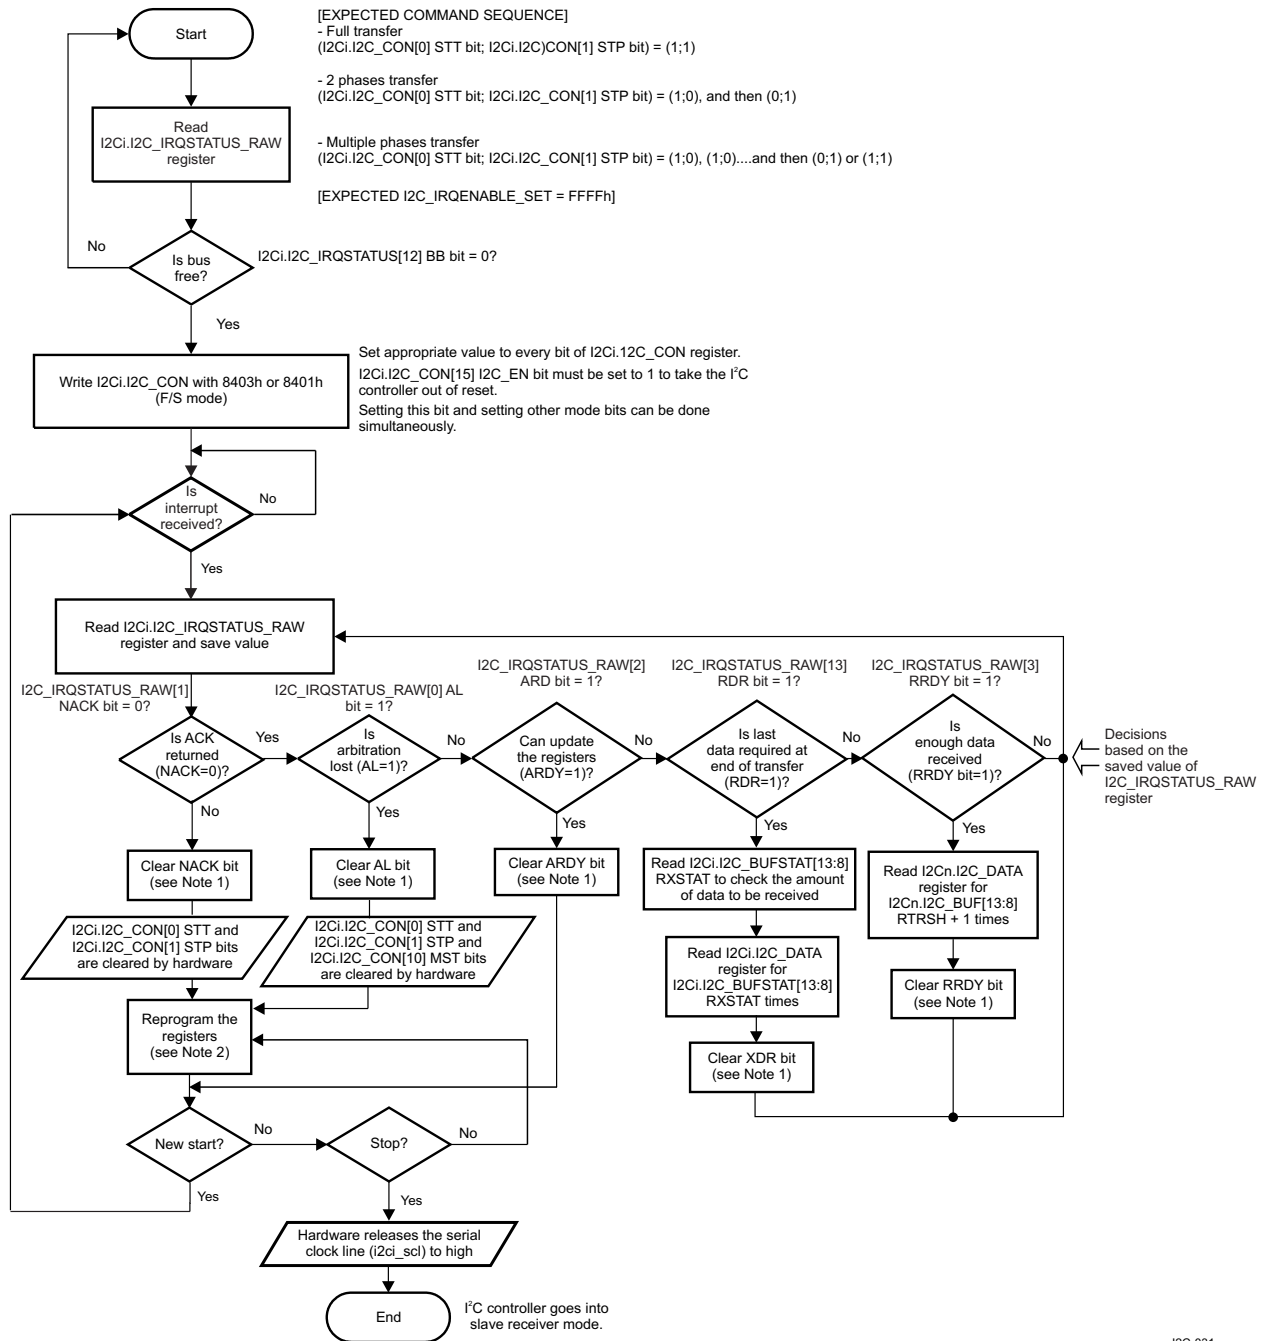 Start
[EXPECTED COMMAND SEQUENCE]
- Full transfer
(I2Ci.I2C_CON[0] STT bit; I2Ci.I2C)CON[1] STP bit) = (1;1)
- 2 phases transfer
(I2Ci.I2C_CON[0] STT bit; I2Ci.I2C_CON[1] STP bit) = (1;0), and then (0;1)
- Multiple phases transfer
(I2Ci.I2C_CON[0] STT bit; I2Ci.I2C_CON[1] STP bit) = (1;0), (1;0)....and then (0;1) or (1;1)
[EXPECTED I2C_IRQENABLE_SET = FFFFh]
Read
I2Ci.I2C_IRQSTATUS_RAW
register
No
Is bus
free?
I2Ci.I2C_IRQSTATUS[12] BB bit = 0?
Yes
Write I2Ci.I2C_CON with 8403h or 8401h
(F/S mode)
Set appropriate value to every bit of I2Ci.12C_CON register.
I2Ci.I2C_CON[15] I2C_EN bit must be set to 1 to take the I²C
controller out of reset.
Setting this bit and setting other mode bits can be done
simultaneously.
Is
interrupt
received?
No
Yes
Read I2Ci.I2C_IRQSTATUS_RAW
register and save value
I2C_IRQSTATUS_RAW[1]
NACK bit = 0?
I2C_IRQSTATUS_RAW[0] AL
bit = 1?
I2C_IRQSTATUS_RAW[2]
ARD bit = 1?
I2C_IRQSTATUS_RAW[13]
RDR bit = 1?
I2C_IRQSTATUS_RAW[3]
RRDY bit = 1?
Is ACK
returned
(NACK=0)?
Yes
No
Is
arbitration
lost (AL=1)?
No
Yes
Can update
the registers
(ARDY=1)?
No
Yes
Is last
data required at
end of transfer
(RDR=1)?
No
Yes
Is
enough data
received
(RRDY bit=1)?
No
Yes
Decisions
based on the
saved value of
I2C_IRQSTATUS_RAW
register
Clear NACK bit
(see Note 1)
Clear AL bit
(see Note 1)
Clear ARDY bit
(see Note 1)
Read I2Ci.I2C_BUFSTAT[13:8]
RXSTAT to check the amount
of data to be received
Read I2Cn.I2C_DATA
register for
I2Cn.I2C_BUF[13:8]
RTRSH + 1 times
I2Ci.I2C_CON[0] STT and
I2Ci.I2C_CON[1] STP bits
are cleared by hardware
I2Ci.I2C_CON[0] STT and
I2Ci.I2C_CON[1] STP and
I2Ci.I2C_CON[10] MST bits
are cleared by hardware
Read I2Ci.I2C_DATA
register for
I2Ci.I2C_BUFSTAT[13:8]
RXSTAT times
Clear RRDY bit
(see Note 1)
Reprogram the
registers
(see Note 2)
Clear XDR bit
(see Note 1)
New start?
No
Yes
Stop?
No
Yes
Hardware releases the serial
clock line (i2ci_scl) to high
End
I²C controller goes into
slave receiver mode.